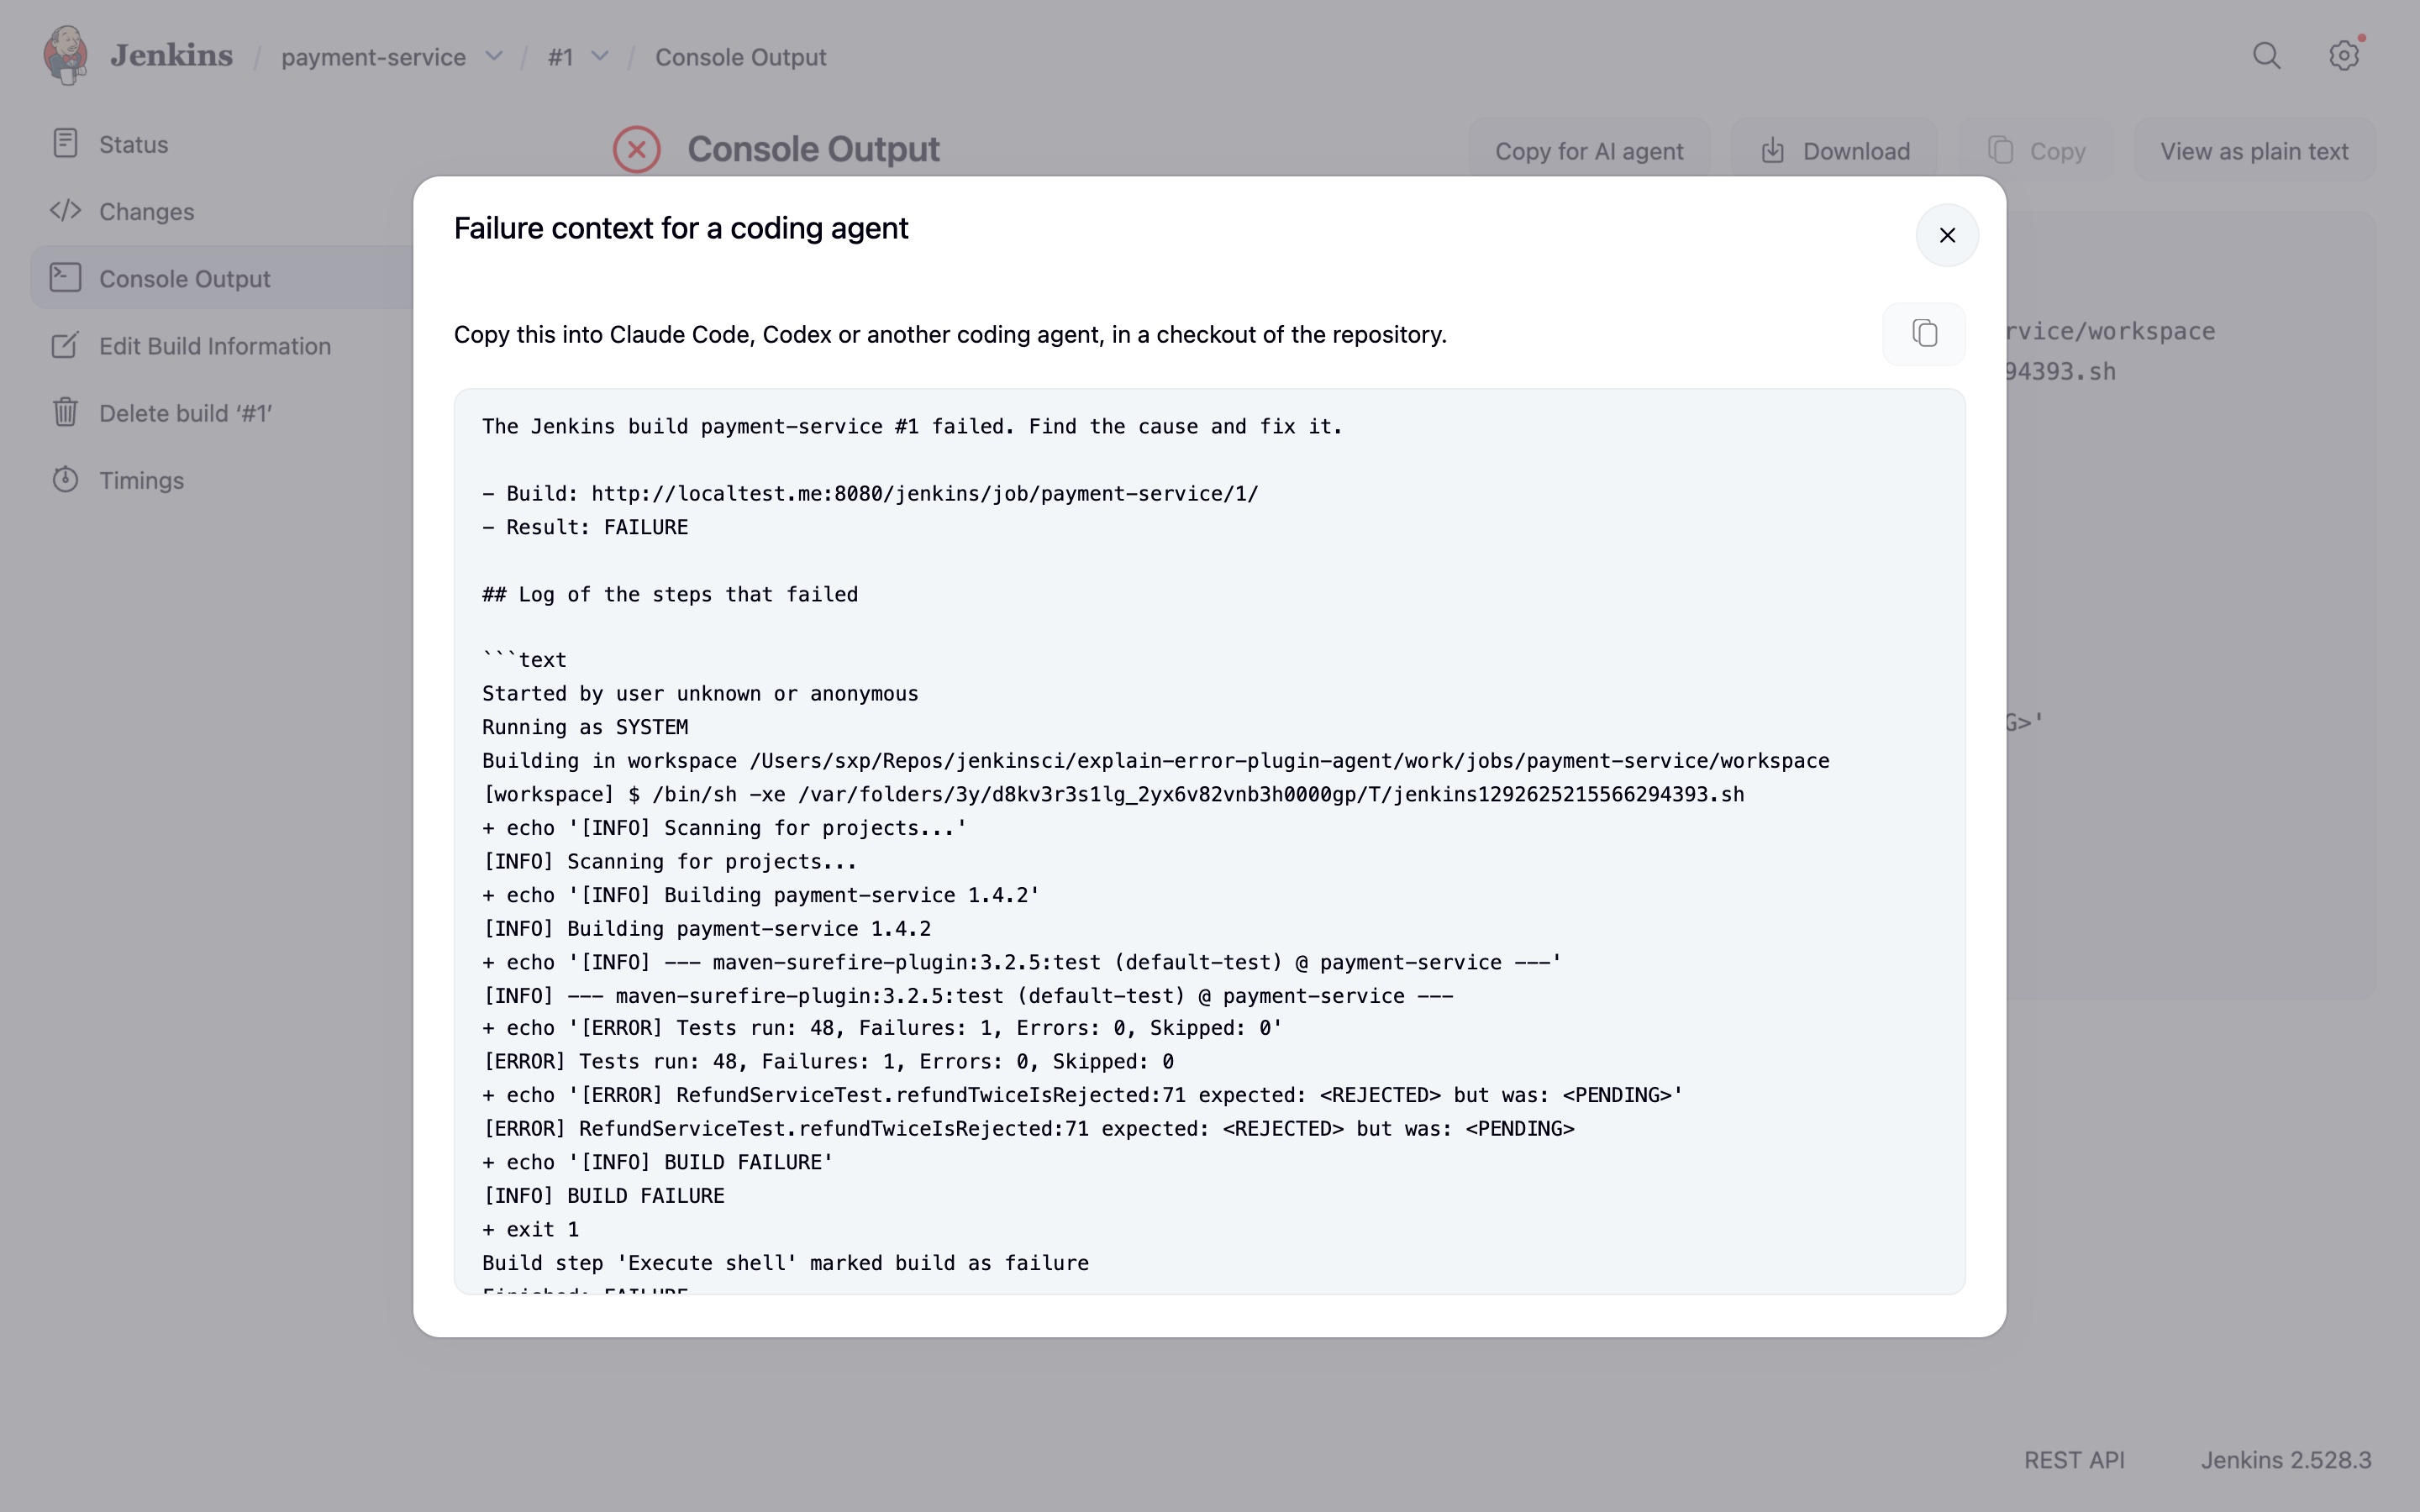 Jenkins / payment-service / #1 / Console Output
Status
Changes
Console Output
Edit Build Information
Delete build ‘#1’
Timings
Console Output
Copy for AI agent
Download
Copy
View as plain text
rvice/workspace
94393.sh
G>'
Failure context for a coding agent
Copy this into Claude Code, Codex or another coding agent, in a checkout of the repository.
The Jenkins build payment-service #1 failed. Find the cause and fix it.
- Build: http://localtest.me:8080/jenkins/job/payment-service/1/
- Result: FAILURE
## Log of the steps that failed
```text
Started by user unknown or anonymous
Running as SYSTEM
Building in workspace /Users/sxp/Repos/jenkinsci/explain-error-plugin-agent/work/jobs/payment-service/workspace
[workspace] $ /bin/sh -xe /var/folders/3y/d8kv3r3s1lg_2yx6v82vnb3h0000gp/T/jenkins1292625215566294393.sh
+ echo '[INFO] Scanning for projects...'
[INFO] Scanning for projects...
+ echo '[INFO] Building payment-service 1.4.2'
[INFO] Building payment-service 1.4.2
+ echo '[INFO] --- maven-surefire-plugin:3.2.5:test (default-test) @ payment-service ---'
[INFO] --- maven-surefire-plugin:3.2.5:test (default-test) @ payment-service ---
+ echo '[ERROR] Tests run: 48, Failures: 1, Errors: 0, Skipped: 0'
[ERROR] Tests run: 48, Failures: 1, Errors: 0, Skipped: 0
+ echo '[ERROR] RefundServiceTest.refundTwiceIsRejected:71 expected: <REJECTED> but was: <PENDING>'
[ERROR] RefundServiceTest.refundTwiceIsRejected:71 expected: <REJECTED> but was: <PENDING>
+ echo '[INFO] BUILD FAILURE'
[INFO] BUILD FAILURE
+ exit 1
Build step 'Execute shell' marked build as failure
Finished: FAILURE
REST API
Jenkins 2.528.3